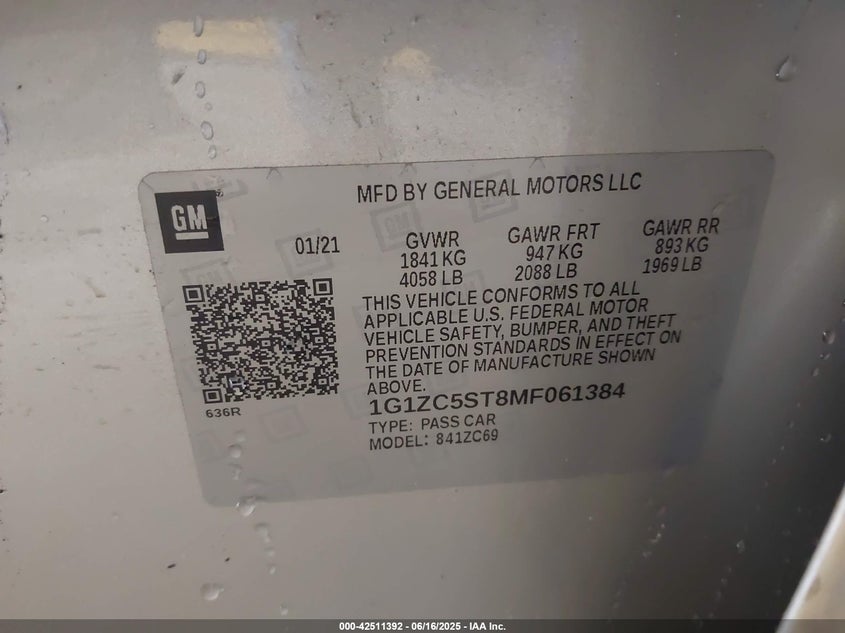 MFD BY GENERAL MOTORS LLC
GM
01/21
GVWR
1841 KG
4058 LB
GAWR FRT
947 KG
2088 LB
GAWR RR
893 KG
1969 LB
THIS VEHICLE CONFORMS TO ALL
APPLICABLE U.S. FEDERAL MOTOR
VEHICLE SAFETY, BUMPER, AND THEFT
PREVENTION STANDARDS IN EFFECT ON
THE DATE OF MANUFACTURE SHOWN
ABOVE.
636R
1G1ZC5ST8MF061384
TYPE: PASS CAR
MODEL: 841ZC69
000-42511392 - 06/16/2025 - IAA Inc.